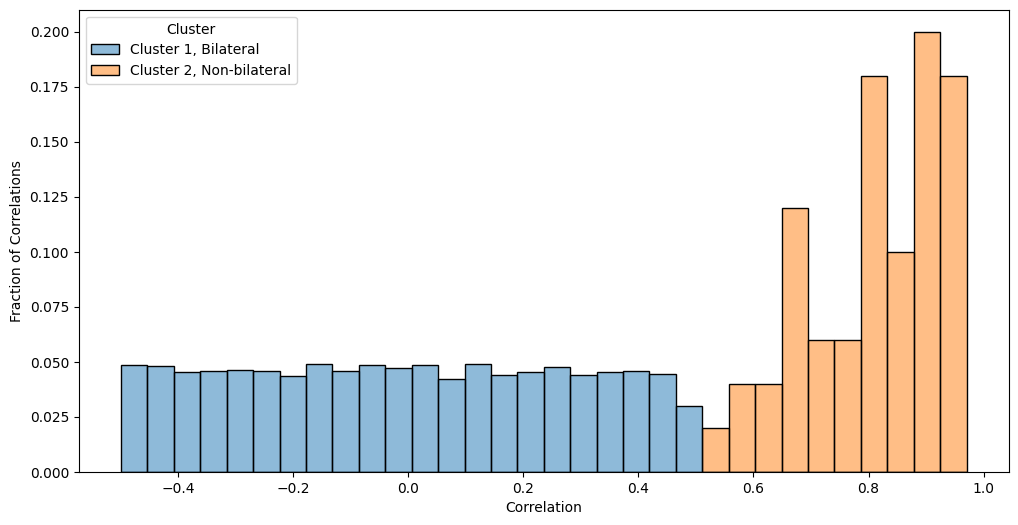 Cluster
Cluster 1, Bilateral
Cluster 2, Non-bilateral
Fraction of Correlations
0.200
0.175
0.150
0.125
0.100
0.075
0.050
0.025
0.000
−0.4 −0.2 0.0 0.2 0.4 0.6 0.8 1.0
Correlation